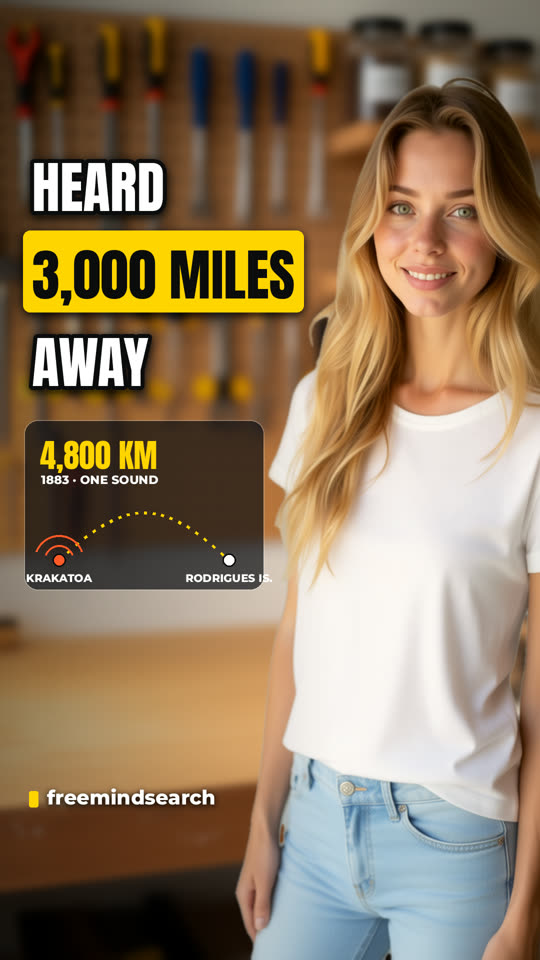 HEARD
3,000 MILES
AWAY
4,800 KM
1883 · ONE SOUND
KRAKATOA
RODRIGUES IS.
freemindsearch